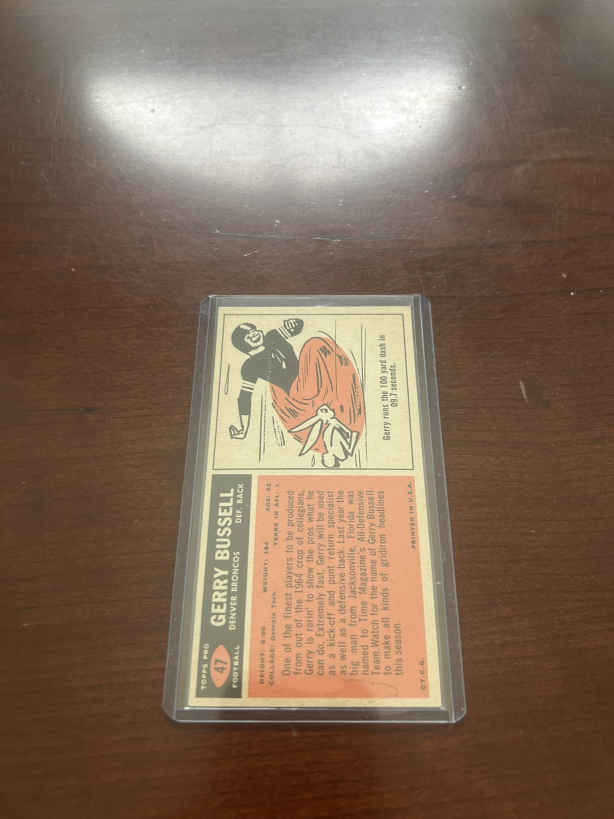 TOPPS PRO
47
FOOTBALL
GERRY BUSSELL
DENVER BRONCOS DEF. BACK
HEIGHT: 6:00 WEIGHT: 184 AGE: 22
COLLEGE: Georgia Tech. YEARS IN AFL: 1
One of the finest players to be produced
from out of the 1964 crop of collegians,
Gerry is rarin' to show the pros what he
can do. Extremely fast, Gerry will be used
as a kick-off and punt return specialist
as well as a defensive back. Last year the
big man from Jacksonville, Florida was
named to Time Magazine's All-Defensive
Team. Watch for the name of Gerry Bussell
to make all kinds of gridiron headlines
this season.
©T.C.G. PRINTED IN U.S.A.
Gerry runs the 100 yard dash in
09.7 seconds.